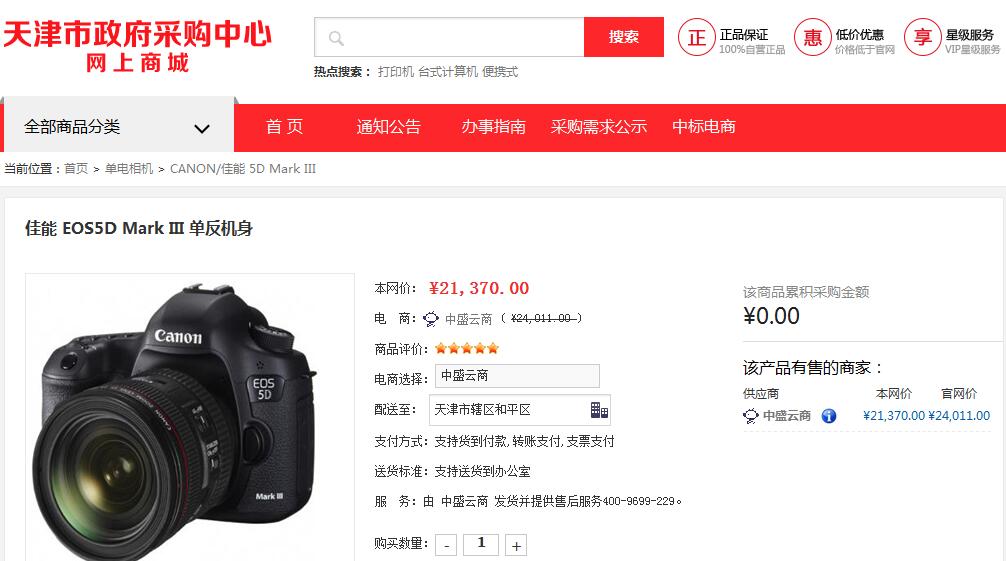 天津市政府采购中心
网上商城
搜索
热点搜索： 打印机 台式计算机 便携式
正 正品保证
100%自营正品
惠 低价优惠
价格低于官网
享 星级服务
VIP星级服务
全部商品分类 首 页 通知公告 办事指南 采购需求公示 中标电商
当前位置：首页 > 单电相机 > CANON/佳能 5D Mark III
佳能 EOS5D Mark III 单反机身
Canon
EOS
5D
Mark III
本网价： ¥21,370.00
电 商： 中盛云商 ( ¥24,011.00 )
商品评价：
电商选择： 中盛云商
配送至： 天津市辖区和平区
支付方式：支持货到付款,转账支付,支票支付
送货标准：支持送货到办公室
服 务：由 中盛云商 发货并提供售后服务400-9699-229。
购买数量： - 1 +
该商品累积采购金额
¥0.00
该产品有售的商家：
供应商 本网价 官网价
中盛云商 ¥21,370.00 ¥24,011.00